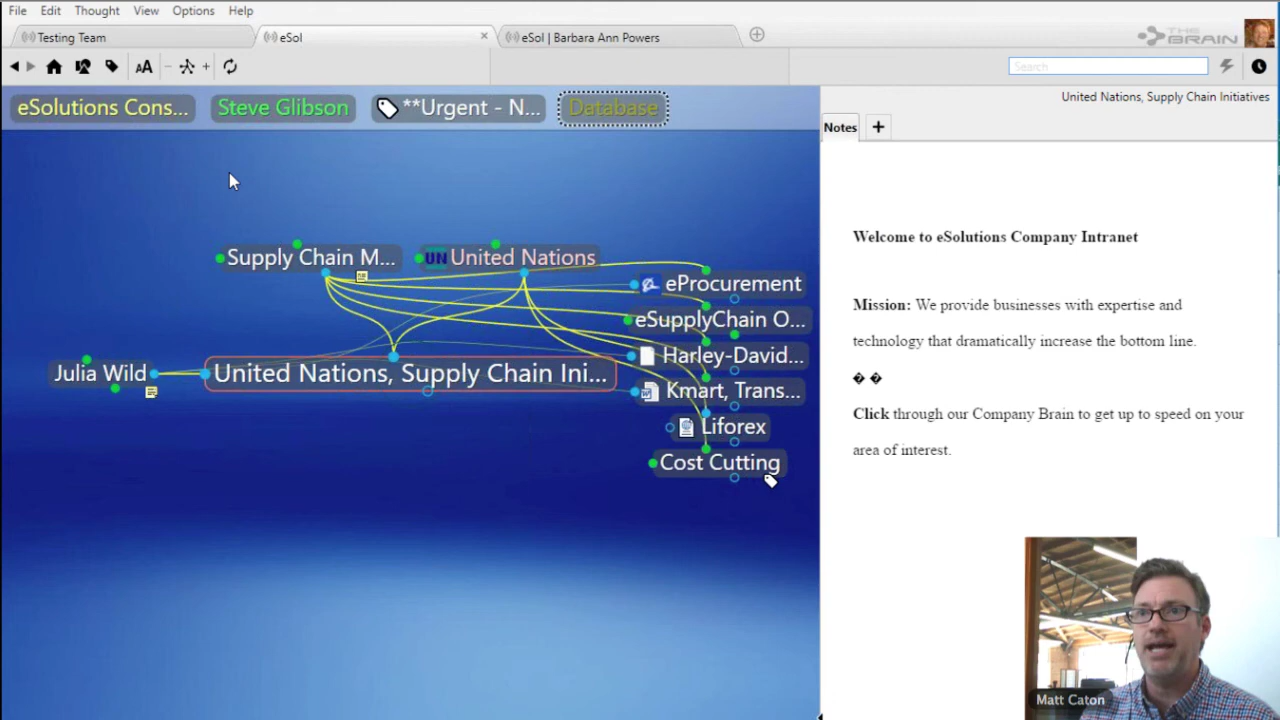 File Edit Thought View Options Help
Testing Team
eSol
eSol | Barbara Ann Powers
THE BRAIN
AA
Search
United Nations, Supply Chain Initiatives
eSolutions Cons...
Steve Glibson
**Urgent - N...
Database
Notes
Supply Chain M...
UN United Nations
eProcurement
eSupplyChain O...
Harley-David...
Julia Wild
United Nations, Supply Chain Ini...
Kmart, Trans...
Liforex
Cost Cutting
Welcome to eSolutions Company Intranet
Mission: We provide businesses with expertise and
technology that dramatically increase the bottom line.
� �
Click through our Company Brain to get up to speed on your
area of interest.
Matt Caton